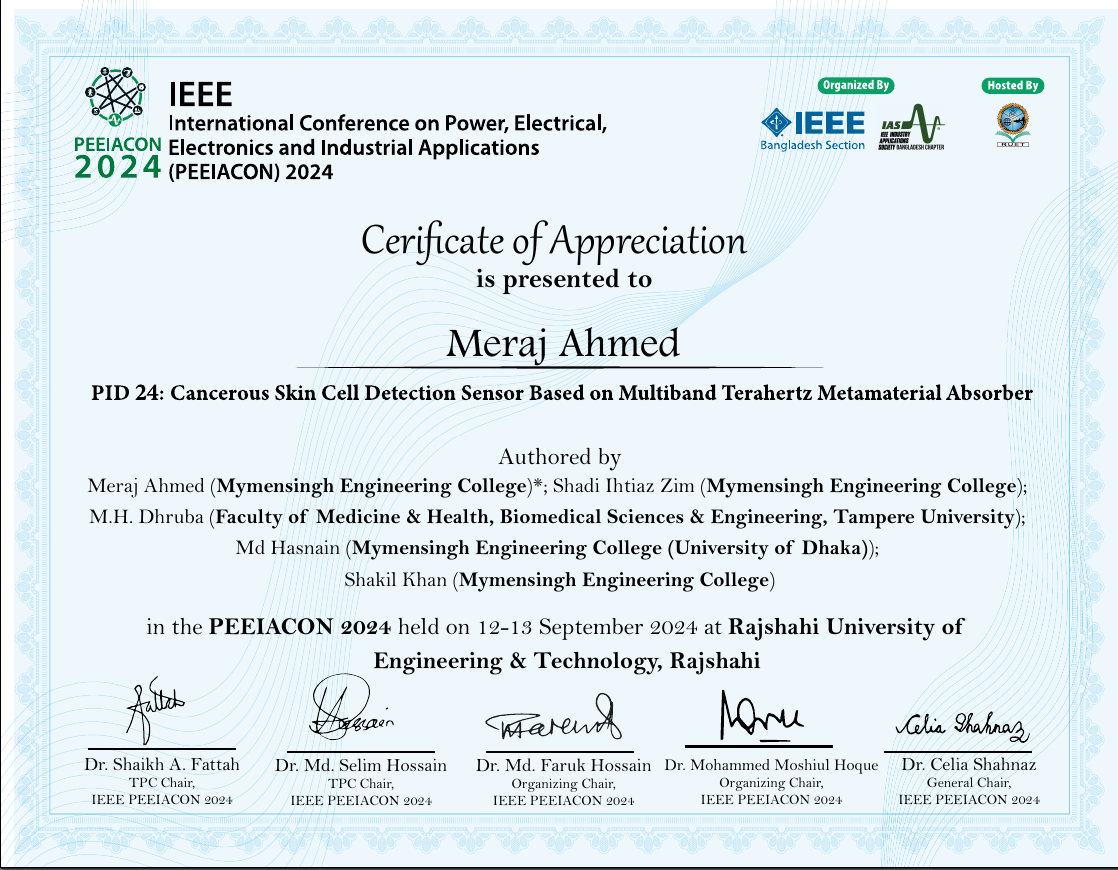 PEEIACON
2024
IEEE
International Conference on Power, Electrical,
Electronics and Industrial Applications
(PEEIACON) 2024
Organized By
IEEE
Bangladesh Section
IAS
IEEE INDUSTRY
APPLICATIONS
SOCIETY BANGLADESH CHAPTER
Hosted By
RUET
Cerificate of Appreciation
is presented to
Meraj Ahmed
PID 24: Cancerous Skin Cell Detection Sensor Based on Multiband Terahertz Metamaterial Absorber
Authored by
Meraj Ahmed (Mymensingh Engineering College)*; Shadi Ihtiaz Zim (Mymensingh Engineering College);
M.H. Dhruba (Faculty of Medicine & Health, Biomedical Sciences & Engineering, Tampere University);
Md Hasnain (Mymensingh Engineering College (University of Dhaka));
Shakil Khan (Mymensingh Engineering College)
in the PEEIACON 2024 held on 12-13 September 2024 at Rajshahi University of
Engineering & Technology, Rajshahi
Fattah
Hossain
Celia Shahnaz
Dr. Shaikh A. Fattah
TPC Chair,
IEEE PEEIACON 2024
Dr. Md. Selim Hossain
TPC Chair,
IEEE PEEIACON 2024
Dr. Md. Faruk Hossain
Organizing Chair,
IEEE PEEIACON 2024
Dr. Mohammed Moshiul Hoque
Organizing Chair,
IEEE PEEIACON 2024
Dr. Celia Shahnaz
General Chair,
IEEE PEEIACON 2024